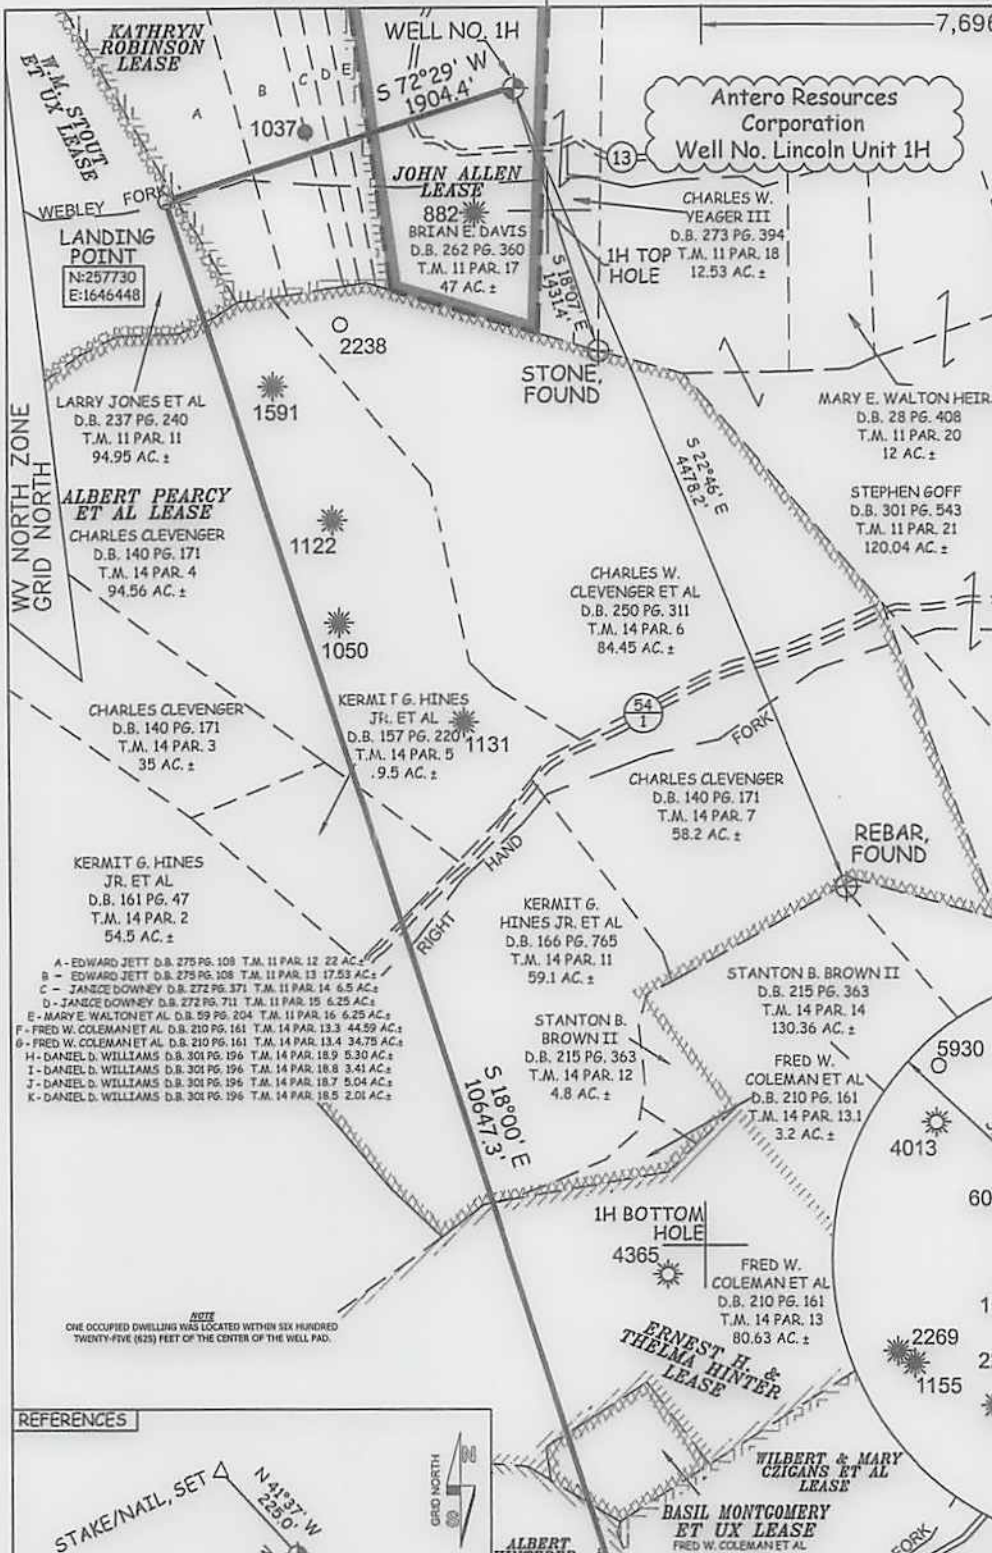 7,696
KATHRYN
ROBINSON
LEASE
WELL NO. 1H
W.M. STOUT
ET UX LEASE
A
B
C
D
E
S 72°29' W
1904.4'
1037
Antero Resources
Corporation
Well No. Lincoln Unit 1H
13
JOHN ALLEN
LEASE
882
BRIAN E. DAVIS
D.B. 262 PG. 360
T.M. 11 PAR. 17
47 AC. ±
CHARLES W.
YEAGER III
D.B. 273 PG. 394
T.M. 11 PAR. 18
12.53 AC. ±
WEBLEY
FORK
LANDING
POINT
N:257730
E:1646448
1H TOP
HOLE
S 18°07' E
1431.4'
2238
STONE,
FOUND
1591
LARRY JONES ET AL
D.B. 237 PG. 240
T.M. 11 PAR. 11
94.95 AC. ±
MARY E. WALTON HEIR
D.B. 28 PG. 408
T.M. 11 PAR. 20
12 AC. ±
WV NORTH ZONE
GRID NORTH
S 22°46' E
4478.2'
ALBERT PEARCY
ET AL LEASE
CHARLES CLEVENGER
D.B. 140 PG. 171
T.M. 14 PAR. 4
94.56 AC. ±
STEPHEN GOFF
D.B. 301 PG. 543
T.M. 11 PAR. 21
120.04 AC. ±
1122
CHARLES W.
CLEVENGER ET AL
D.B. 250 PG. 311
T.M. 14 PAR. 6
84.45 AC. ±
1050
CHARLES CLEVENGER
D.B. 140 PG. 171
T.M. 14 PAR. 3
35 AC. ±
KERMIT G. HINES
JR. ET AL
D.B. 157 PG. 220
T.M. 14 PAR. 5
.9.5 AC. ±
1131
54
1
FORK
CHARLES CLEVENGER
D.B. 140 PG. 171
T.M. 14 PAR. 7
58.2 AC. ±
REBAR,
FOUND
HAND
RIGHT
KERMIT G. HINES
JR. ET AL
D.B. 161 PG. 47
T.M. 14 PAR. 2
54.5 AC. ±
KERMIT G.
HINES JR. ET AL
D.B. 166 PG. 765
T.M. 14 PAR. 11
59.1 AC. ±
A - EDWARD JETT D.B. 275 PG. 108 T.M. 11 PAR. 12 22 AC.±
B - EDWARD JETT D.B. 275 PG. 108 T.M. 11 PAR. 13 17.53 AC.±
C - JANICE DOWNEY D.B. 272 PG. 371 T.M. 11 PAR. 14 6.5 AC.±
D - JANICE DOWNEY D.B. 272 PG. 711 T.M. 11 PAR. 15 6.25 AC.±
E - MARY E. WALTON ET AL D.B. 59 PG. 204 T.M. 11 PAR. 16 6.25 AC.±
F - FRED W. COLEMAN ET AL D.B. 210 PG. 161 T.M. 14 PAR. 13.3 44.59 AC.±
G - FRED W. COLEMAN ET AL D.B. 210 PG. 161 T.M. 14 PAR. 13.4 34.75 AC.±
H - DANIEL D. WILLIAMS D.B. 301 PG. 196 T.M. 14 PAR. 18.9 5.30 AC.±
I - DANIEL D. WILLIAMS D.B. 301 PG. 196 T.M. 14 PAR. 18.8 3.41 AC.±
J - DANIEL D. WILLIAMS D.B. 301 PG. 196 T.M. 14 PAR. 18.7 5.04 AC.±
K - DANIEL D. WILLIAMS D.B. 301 PG. 196 T.M. 14 PAR. 18.5 2.01 AC.±
STANTON B. BROWN II
D.B. 215 PG. 363
T.M. 14 PAR. 14
130.36 AC. ±
STANTON B.
BROWN II
D.B. 215 PG. 363
T.M. 14 PAR. 12
4.8 AC. ±
FRED W.
COLEMAN ET AL
D.B. 210 PG. 161
T.M. 14 PAR. 13.1
3.2 AC. ±
5930
4013
S 18°00' E
10647.3'
60
1H BOTTOM
HOLE
4365
FRED W.
COLEMAN ET AL
D.B. 210 PG. 161
T.M. 14 PAR. 13
80.63 AC. ±
NOTE
ONE OCCUPIED DWELLING WAS LOCATED WITHIN SIX HUNDRED
TWENTY-FIVE (625) FEET OF THE CENTER OF THE WELL PAD.
1
2269
1155
22
ERNEST H. &
THELMA HINTER
LEASE
REFERENCES
WILBERT & MARY
CZIGANS ET AL
LEASE
STAKE/NAIL, SET
N 41°37' W
225.0'
GRID NORTH
N
BASIL MONTGOMERY
ET UX LEASE
FRED W. COLEMAN ET AL
FORK
ALBERT